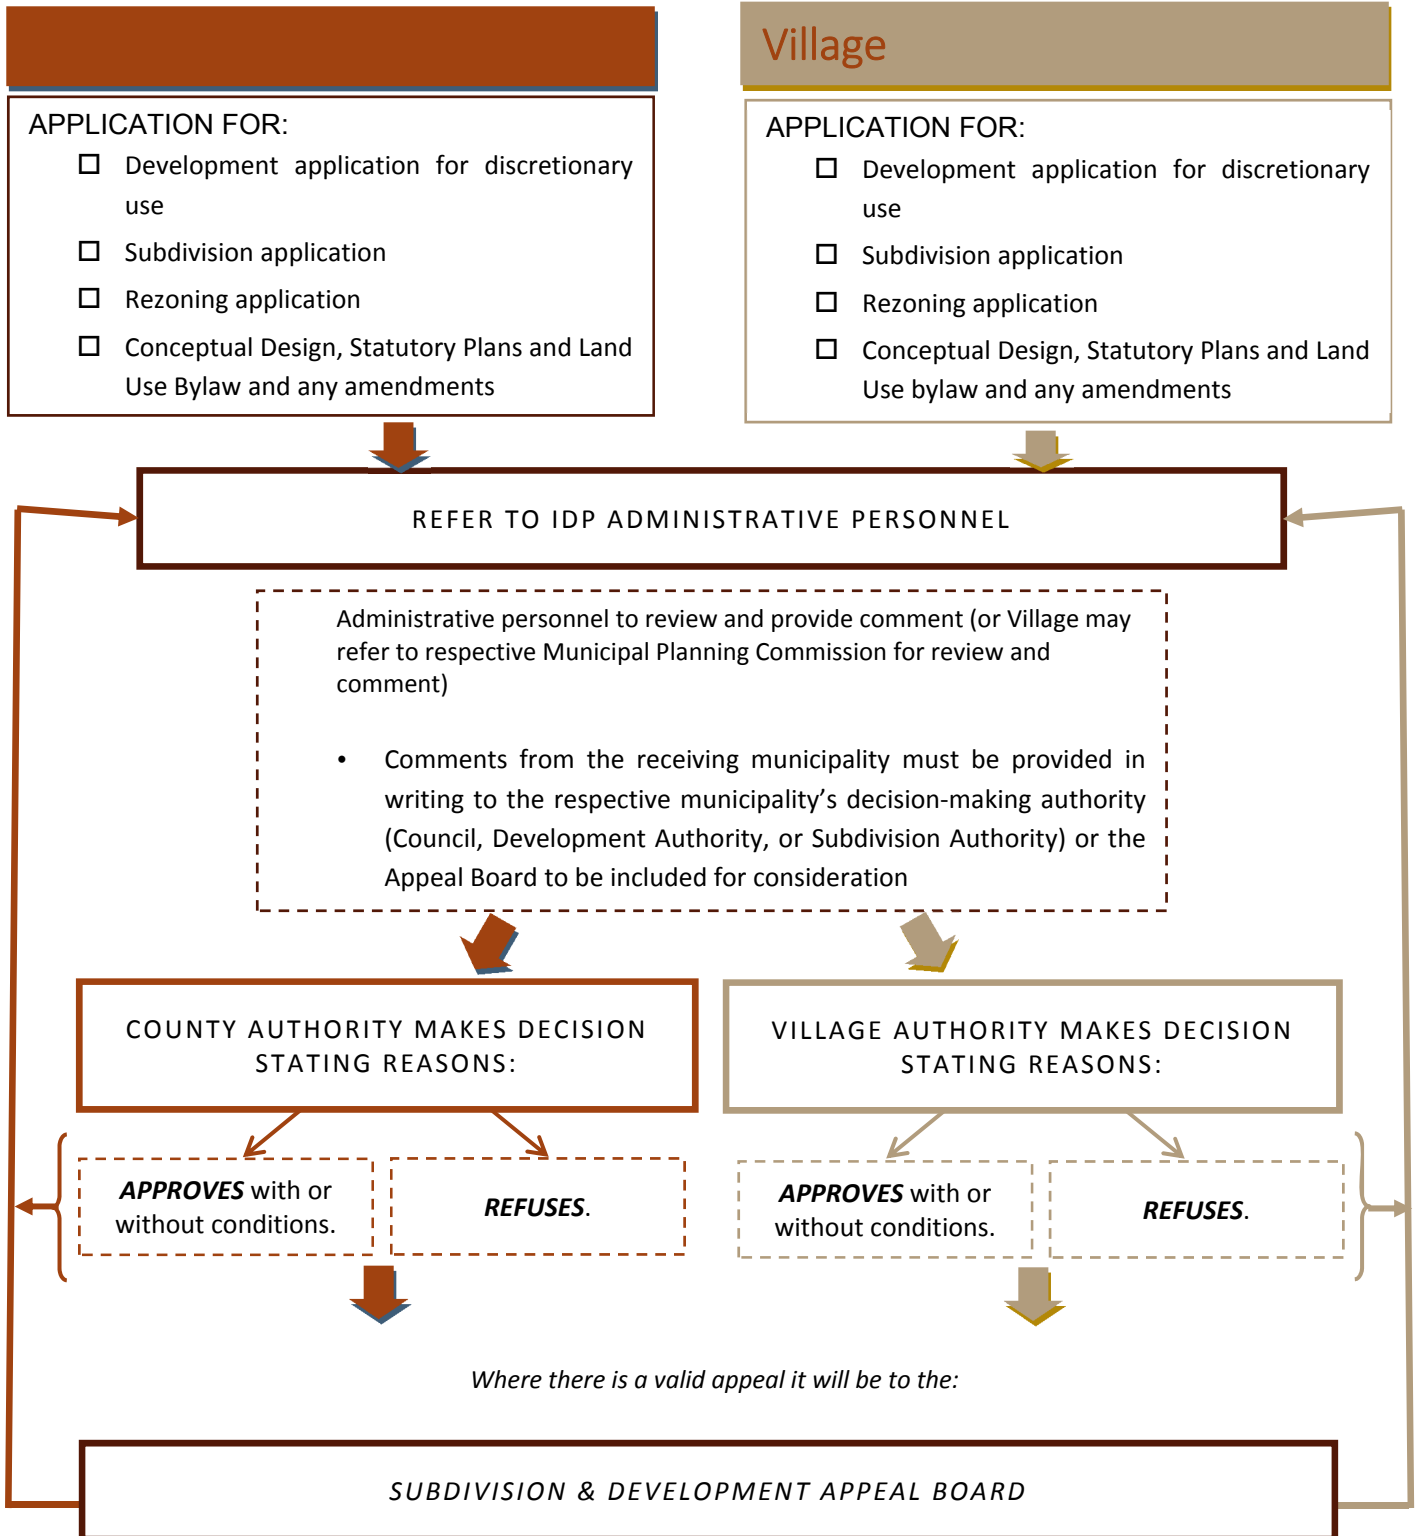 Village
APPLICATION FOR:
☐ Development application for discretionary
use
☐ Subdivision application
☐ Rezoning application
☐ Conceptual Design, Statutory Plans and Land
Use Bylaw and any amendments
APPLICATION FOR:
☐ Development application for discretionary
use
☐ Subdivision application
☐ Rezoning application
☐ Conceptual Design, Statutory Plans and Land
Use bylaw and any amendments
REFER TO IDP ADMINISTRATIVE PERSONNEL
Administrative personnel to review and provide comment (or Village may
refer to respective Municipal Planning Commission for review and
comment)
• Comments from the receiving municipality must be provided in
writing to the respective municipality’s decision-making authority
(Council, Development Authority, or Subdivision Authority) or the
Appeal Board to be included for consideration
COUNTY AUTHORITY MAKES DECISION
STATING REASONS:
VILLAGE AUTHORITY MAKES DECISION
STATING REASONS:
APPROVES with or
without conditions.
REFUSES.
APPROVES with or
without conditions.
REFUSES.
Where there is a valid appeal it will be to the:
SUBDIVISION & DEVELOPMENT APPEAL BOARD